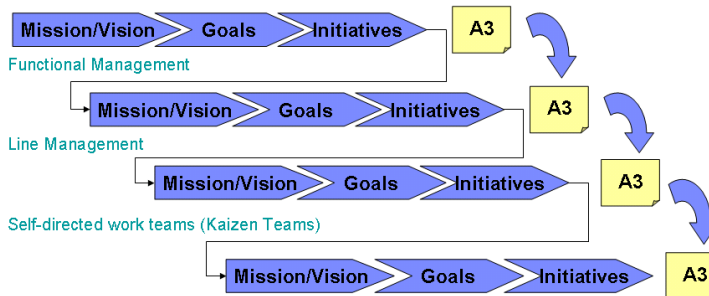 Mission/Vision Goals Initiatives A3
Functional Management
Mission/Vision Goals Initiatives A3
Line Management
Mission/Vision Goals Initiatives A3
Self-directed work teams (Kaizen Teams)
Mission/Vision Goals Initiatives A3